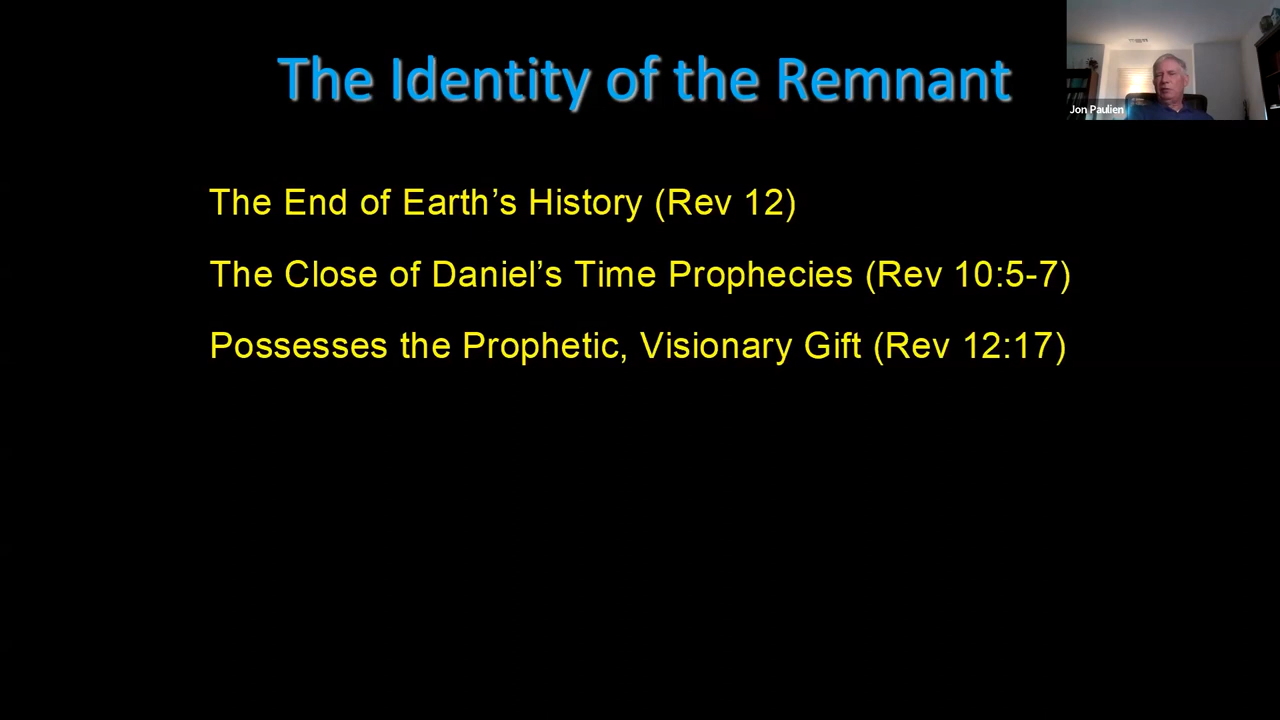 The Identity of the Remnant
Jon Paulien
The End of Earth’s History (Rev 12)
The Close of Daniel’s Time Prophecies (Rev 10:5-7)
Possesses the Prophetic, Visionary Gift (Rev 12:17)